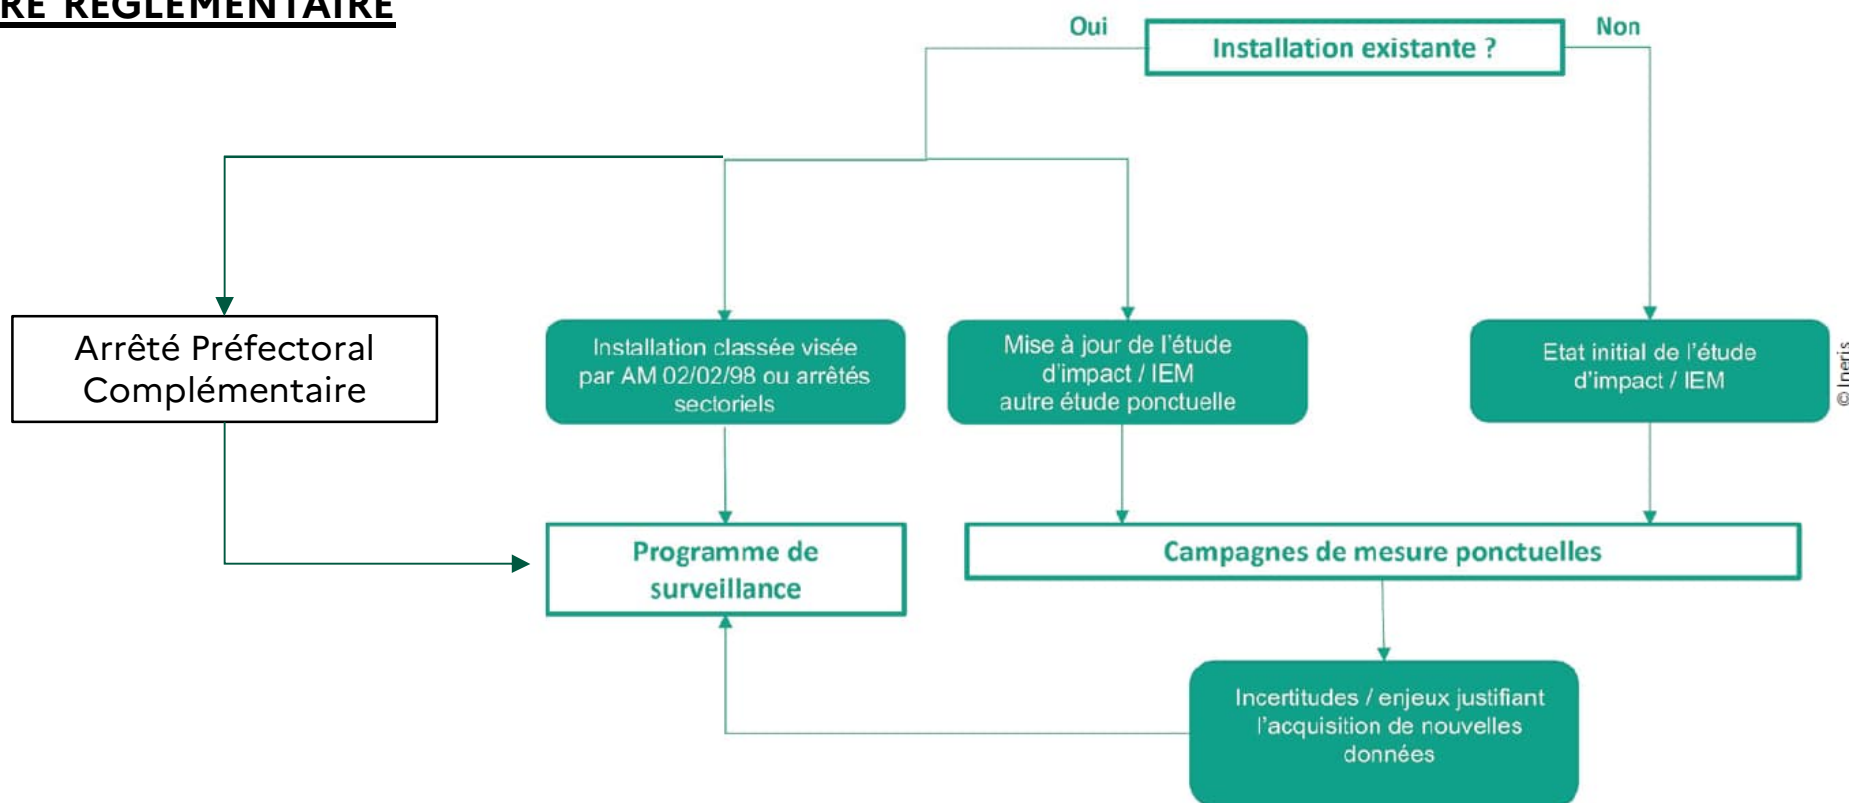 RE REGLEMENTAIRE
Oui
Installation existante ?
Non
Arrêté Préfectoral
Complémentaire
Installation classée visée
par AM 02/02/98 ou arrêtés
sectoriels
Mise à jour de l'étude
d'impact / IEM
autre étude ponctuelle
Etat initial de l'étude
d'impact / IEM
© Ineris
Programme de
surveillance
Campagnes de mesure ponctuelles
Incertitudes / enjeux justifiant
l'acquisition de nouvelles
données